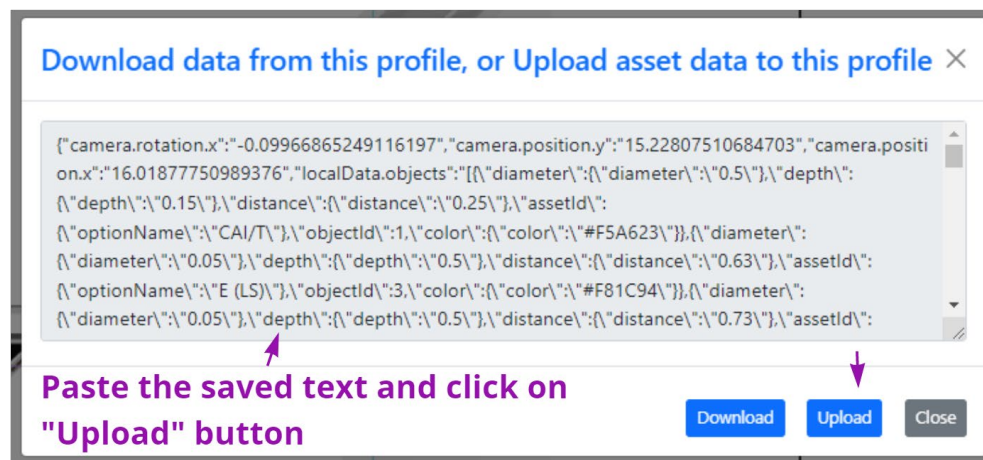 Download data from this profile, or Upload asset data to this profile ×
{"camera.rotation.x":"-0.09966865249116197","camera.position.y":"15.22807510684703","camera.positi
on.x":"16.01877750989376","localData.objects":"[{\"diameter\":{\"diameter\":\"0.5\"},\"depth\":
{\"depth\":\"0.15\"},\"distance\":{\"distance\":\"0.25\"},\"assetId\":
{\"optionName\":\"CAI/T\"},\"objectId\":1,\"color\":{\"color\":\"#F5A623\"}},{\"diameter\":
{\"diameter\":\"0.05\"},\"depth\":{\"depth\":\"0.5\"},\"distance\":{\"distance\":\"0.63\"},\"assetId\":
{\"optionName\":\"E (LS)\"},\"objectId\":3,\"color\":{\"color\":\"#F81C94\"}},{\"diameter\":
{\"diameter\":\"0.05\"},\"depth\":{\"depth\":\"0.5\"},\"distance\":{\"distance\":\"0.73\"},\"assetId\":
Paste the saved text and click on
"Upload" button
Download Upload Close